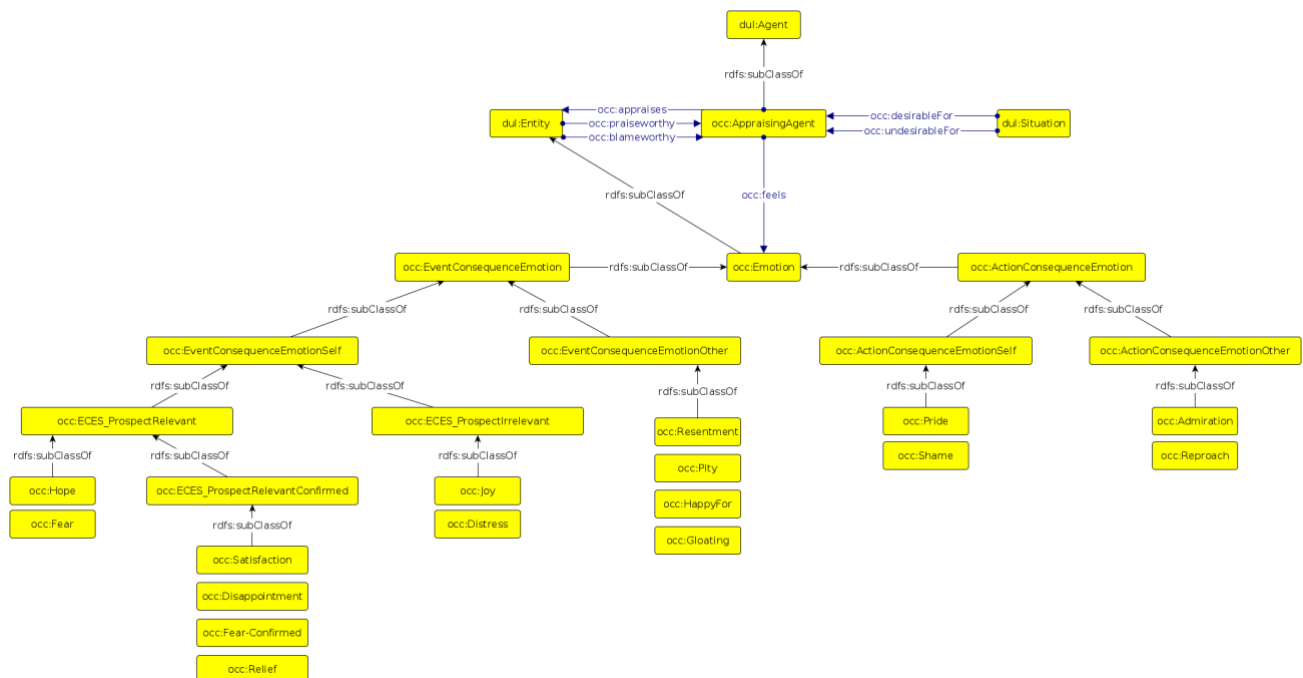 dul:Agent
rdfs:subClassOf
occ:appraises
occ:desirableFor
dul:Entity
occ:praiseworthy
occ:AppraisingAgent
dul:Situation
occ:blameworthy
occ:undesirableFor
rdfs:subClassOf
occ:feels
occ:EventConsequenceEmotion
rdfs:subClassOf
occ:Emotion
rdfs:subClassOf
occ:ActionConsequenceEmotion
rdfs:subClassOf
rdfs:subClassOf
rdfs:subClassOf
rdfs:subClassOf
occ:EventConsequenceEmotionSelf
occ:EventConsequenceEmotionOther
occ:ActionConsequenceEmotionSelf
occ:ActionConsequenceEmotionOther
rdfs:subClassOf
rdfs:subClassOf
rdfs:subClassOf
rdfs:subClassOf
rdfs:subClassOf
occ:ECES_ProspectRelevant
occ:ECES_ProspectIrrelevant
occ:Resentment
occ:Pride
occ:Admiration
rdfs:subClassOf
rdfs:subClassOf
rdfs:subClassOf
occ:Pity
occ:Shame
occ:Reproach
occ:Hope
occ:ECES_ProspectRelevantConfirmed
occ:Joy
occ:HappyFor
occ:Fear
rdfs:subClassOf
occ:Distress
occ:Gloating
occ:Satisfaction
occ:Disappointment
occ:Fear-Confirmed
occ:Relief